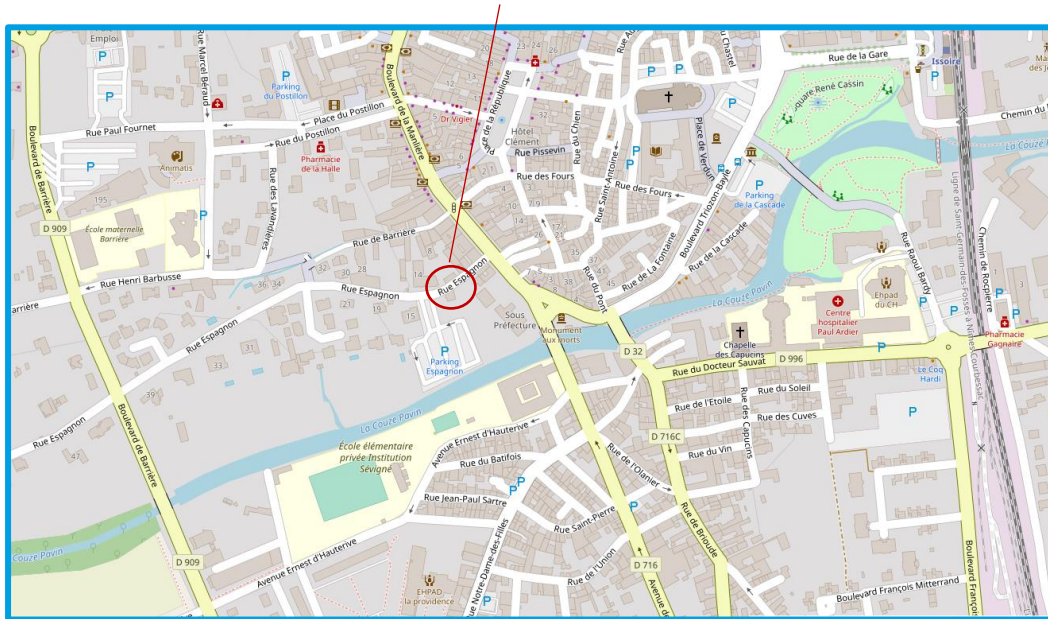 Emploi
Rue Marcel Béraud
Parking
du Postillon
Boulevard de la Manlière
Place de la République
Dr Vigier
Hôtel
Clément
Rue Pissevin
Rue du Chien
Rue Saint-Antoine
Rue des Fours
Rue des Fours
du Chastel
Place de Verdun
Rue de la Gare
Square René Cassin
Issoire
Chemin du
La Couze
Boulevard de Barrière
Rue Paul Fournet
Place du Postillon
Rue du Postillon
Pharmacie
de la Halle
Animatis
195
École maternelle
Barrière
Rue des Lavandières
D 909
Rue Henri Barbusse
Rue de Barrière
Rue Espagnon
Rue Espagnon
Rue Espagnon
Rue Espagnon
Parking
Espagnon
Sous
Préfecture
Monument
aux morts
Rue du Pont
Rue de La Fontaine
Boulevard Triozon-Bayle
Rue de la Cascade
Parking
de la Cascade
La Couze Pavin
Centre
hospitalier
Paul Ardier
Ehpad
du CH
Rue Raoul Bardy
Ligne de Saint-Germain-des-Fossés à Nîmes-Courbessac
Chemin de Rocpierre
Pharmacie
Gagnaire
Chapelle
des Capucins
D 32
D 996
Rue du Docteur Sauvat
Le Coq
Hardi
Rue du Soleil
Rue de l'Etoile
Rue des Cuves
Rue des Capucins
Rue du Vin
D 716C
La Couze Pavin
Avenue Ernest d'Hauterive
École élémentaire
privée Institution
Sévigné
Rue du Batifois
Rue Jean-Paul Sartre
Rue Notre-Dame-des-Filles
Rue Saint-Pierre
Rue de l'Olanier
Rue de l'Union
Rue de Brioude
D 716
Avenue de
Boulevard de Barrière
D 909
Couze Pavin
Avenue Ernest d'Hauterive
EHPAD
la providence
Boulevard François Mitterrand
Boulevard François